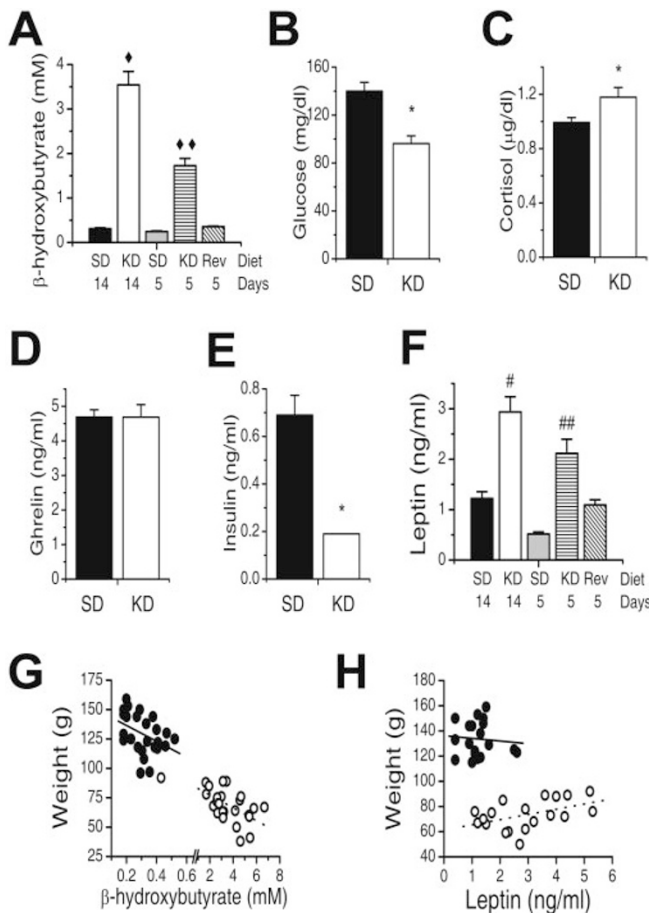 A
β-hydroxybutyrate (mM)
4
3
2
1
0
♦
♦♦
SD KD SD KD Rev Diet
14 14 5 5 5 Days
B
Glucose (mg/dl)
160
120
80
40
0
*
SD KD
C
Cortisol (µg/dl)
1.2
0.8
0.4
0.0
*
SD KD
D
Ghrelin (ng/ml)
5
4
3
2
1
0
SD KD
E
Insulin (ng/ml)
0.8
0.6
0.4
0.2
0.0
*
SD KD
F
Leptin (ng/ml)
3
2
1
0
#
##
SD KD SD KD Rev Diet
14 14 5 5 5 Days
G
Weight (g)
175
150
125
100
75
50
25
0.2 0.4 0.6 2 4 6 8
β-hydroxybutyrate (mM)
H
Weight (g)
180
160
140
120
100
80
60
40
0 1 2 3 4 5 6
Leptin (ng/ml)